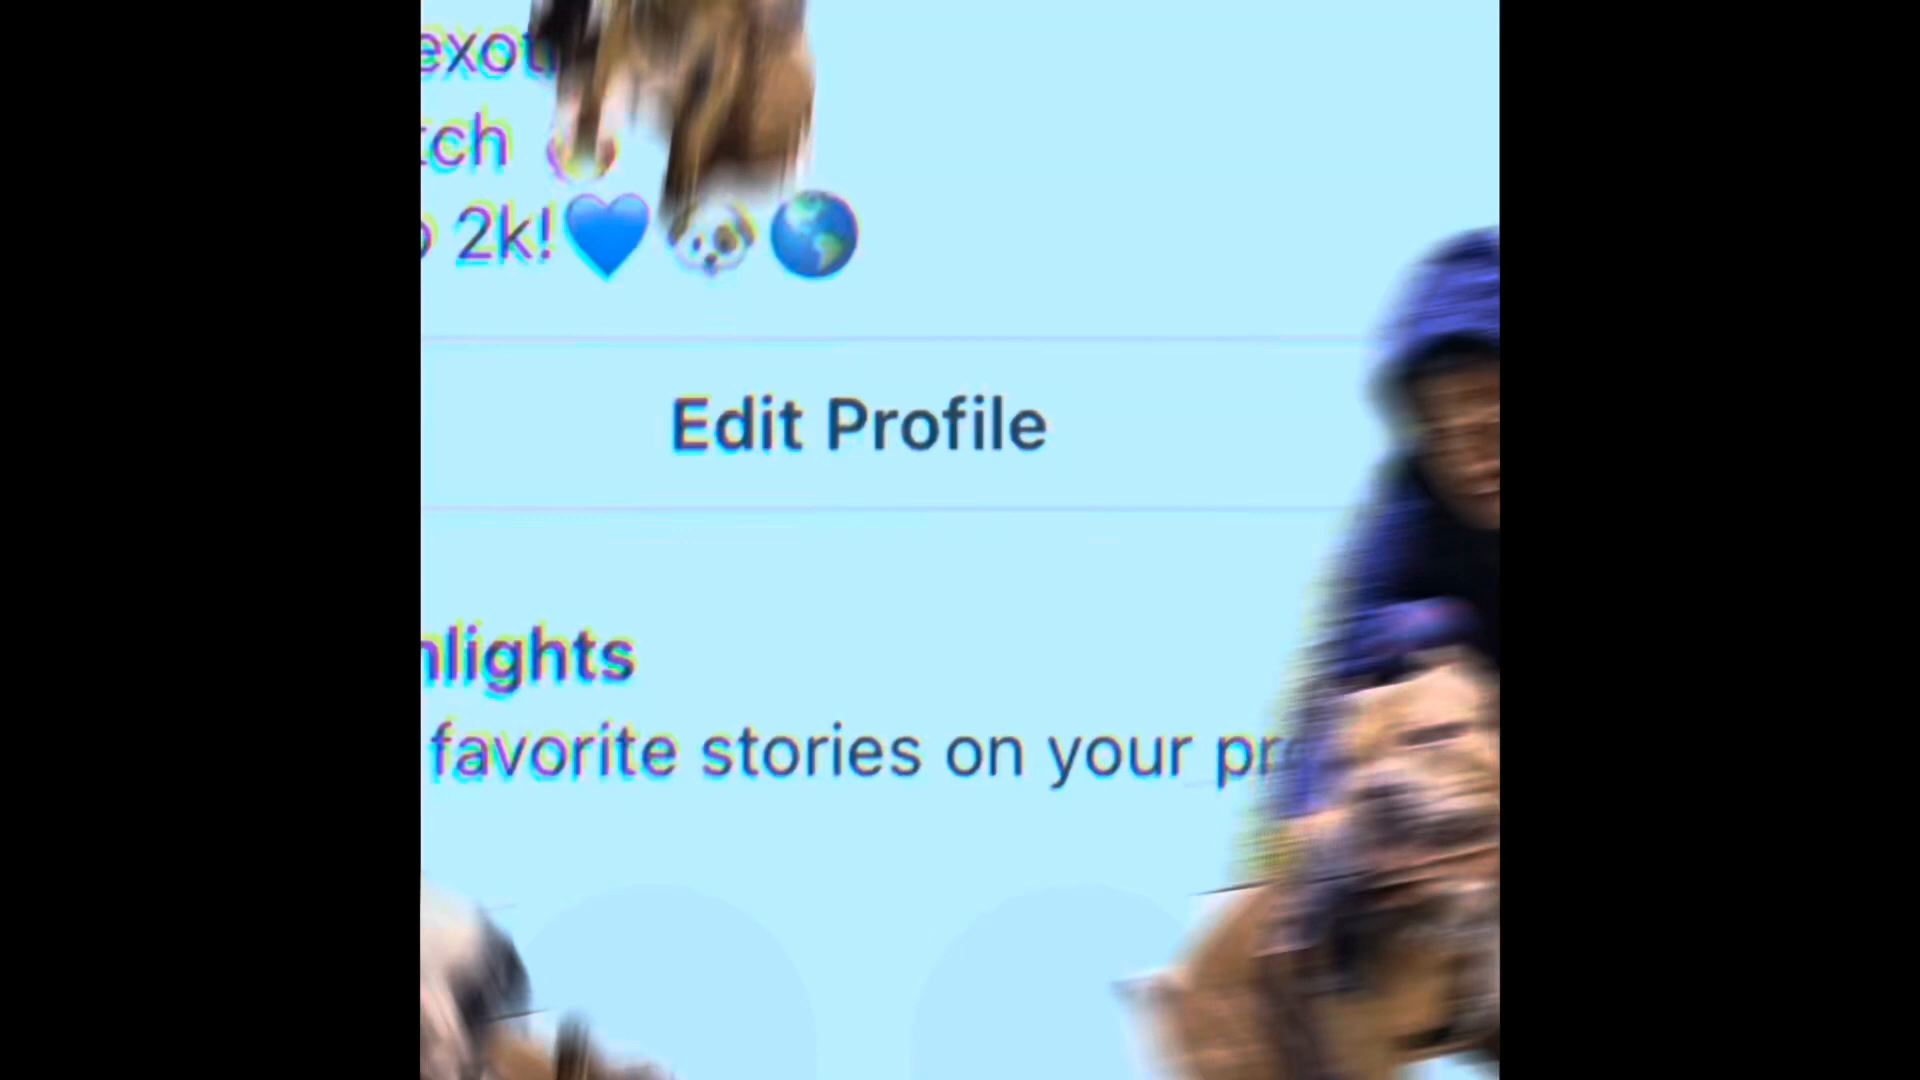 exot
tch
2k!💙🐶🌎
Edit Profile
hlights
favorite stories on your pr